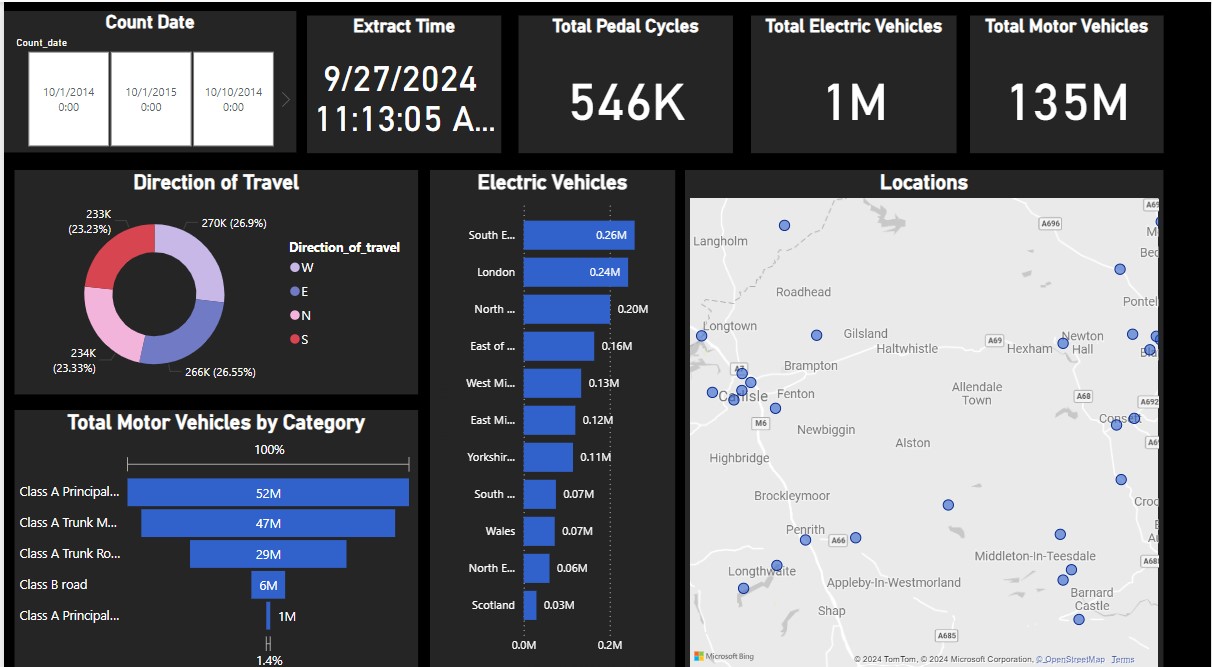 Count Date
Count_date
10/1/2014
0:00
10/1/2015
0:00
10/10/2014
0:00
Extract Time
9/27/2024
11:13:05 A...
Total Pedal Cycles
546K
Total Electric Vehicles
1M
Total Motor Vehicles
135M
Direction of Travel
233K
(23.23%)
270K (26.9%)
234K
(23.33%)
266K (26.55%)
Direction_of_travel
W
E
N
S
Total Motor Vehicles by Category
100%
Class A Principal... 52M
Class A Trunk M... 47M
Class A Trunk Ro... 29M
Class B road 6M
Class A Principal... 1M
1.4%
Electric Vehicles
South E... 0.26M
London 0.24M
North ... 0.20M
East of ... 0.16M
West Mi... 0.13M
East Mi... 0.12M
Yorkshir... 0.11M
South ... 0.07M
Wales 0.07M
North E... 0.06M
Scotland 0.03M
0.0M 0.2M
Locations
A696
Langholm
Roadhead
Pontel
Longtown
Gilsland
A69
Haltwhistle
Hexham
Newton
Hall
Brampton
A7
Carlisle
Fenton
Allendale
Town
A68
A692
M6
Newbiggin
Consett
Alston
Highbridge
Brockleymoor
Penrith
A66
Middleton-In-Teesdale
Longthwaite
Appleby-In-Westmorland
Barnard
Castle
Shap
A685
Microsoft Bing
© 2024 TomTom, © 2024 Microsoft Corporation, © OpenStreetMap Terms